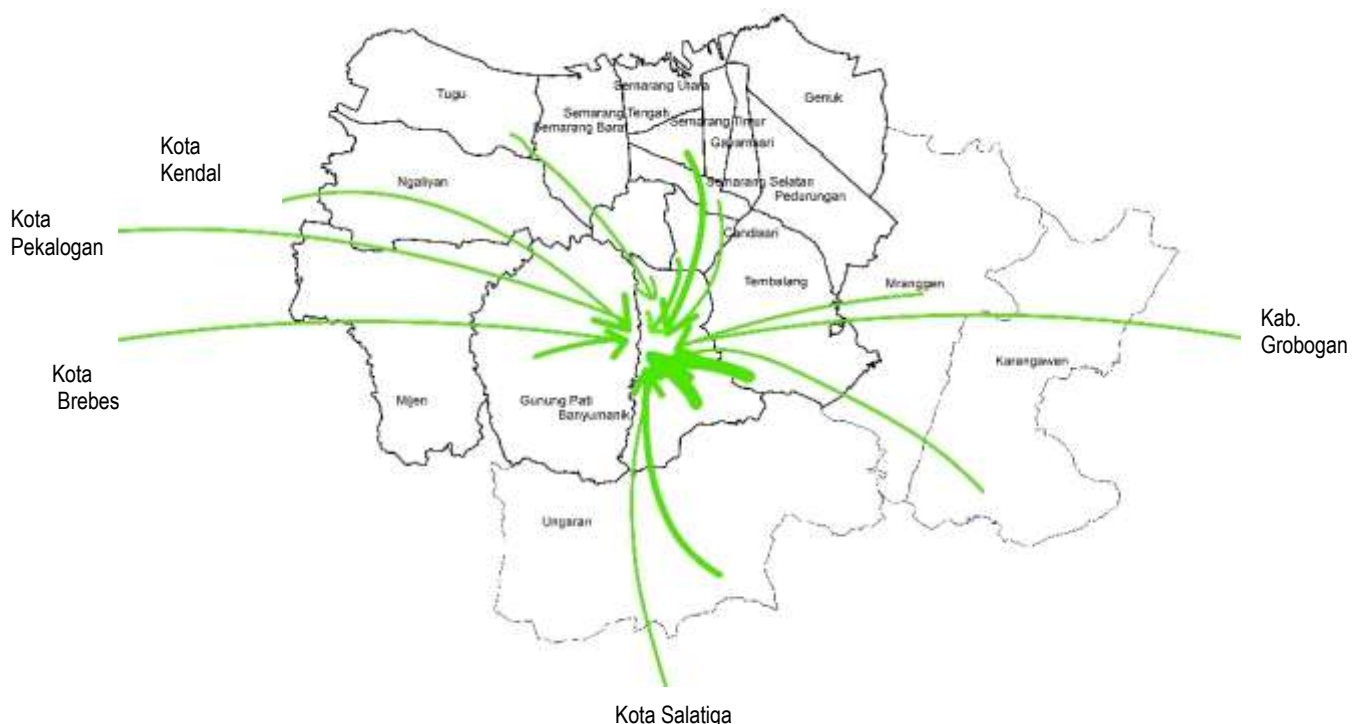 Tugu
Semarang Utara
Genuk
Semarang Tengah
Semarang Timur
Semarang Barat
Gayamsari
Kota
Kendal
Ngaliyan
Semarang Selatan
Pedurungan
Kota
Pekalogan
Candisari
Tembalang
Mranggen
Kab.
Grobogan
Karangawen
Kota
Brebes
Mijen
Gunung Pati
Banyumanik
Ungaran
Kota Salatiga